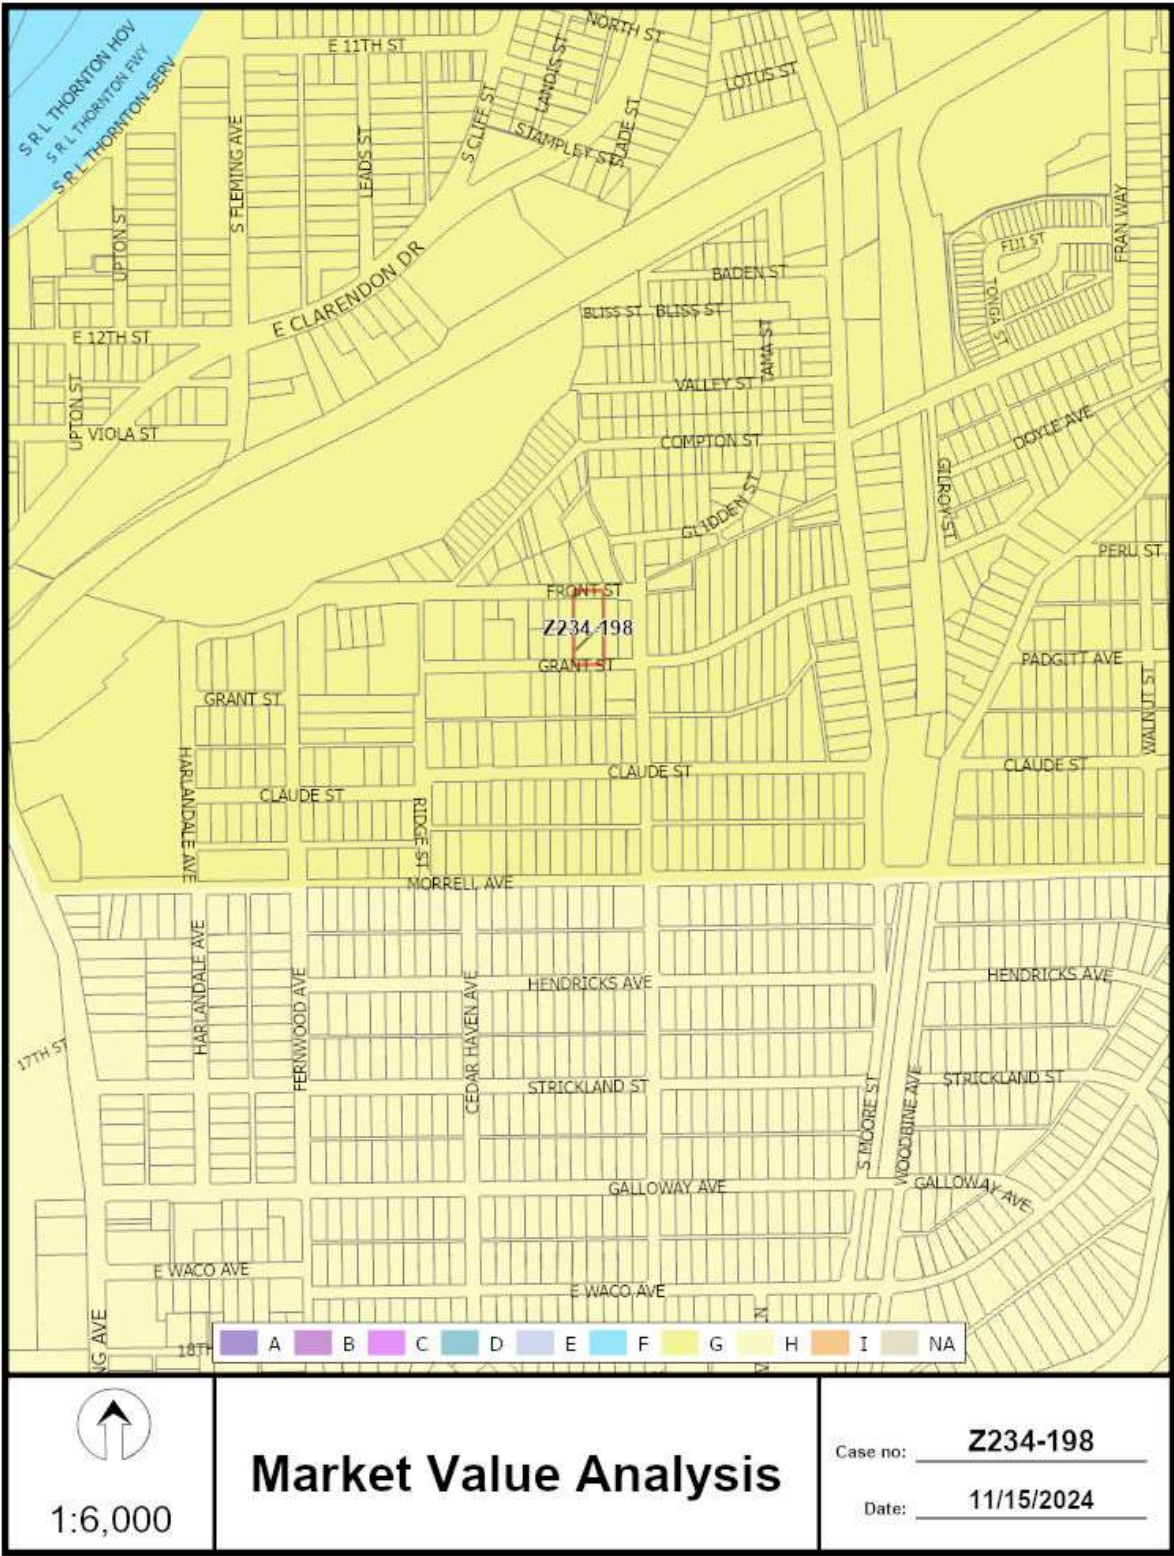 NORTH ST
E 11TH ST
LANDIS ST
LOTUS ST
S R L THORNTON HOV
S R L THORNTON FWY
S R L THORNTON SERV
S CLIFF ST
SLADE ST
STAMPLEY ST
LEADS ST
S FLEMING AVE
UPTON ST
FRAN WAY
FIJI ST
TONGA ST
E CLARENDON DR
BADEN ST
BLISS ST
BLISS ST
TAMA ST
E 12TH ST
VALLEY ST
UPTON ST
VIOLA ST
COMPTON ST
DOYLE AVE
GLIDDEN ST
GILROY ST
PERU ST
FRONT ST
Z234-198
GRANT ST
PADGITT AVE
GRANT ST
WALNUT ST
HARLANDALE AVE
CLAUDE ST
CLAUDE ST
CLAUDE ST
RIDGE ST
MORRELL AVE
HARLANDALE AVE
FERNWOOD AVE
CEDAR HAVEN AVE
HENDRICKS AVE
HENDRICKS AVE
17TH ST
STRICKLAND ST
STRICKLAND ST
S MOORE ST
WOODBINE AVE
GALLOWAY AVE
GALLOWAY AVE
E WACO AVE
E WACO AVE
NG AVE
18TH
A B C D E F G H I NA
1:6,000
Market Value Analysis
Case no: Z234-198
Date: 11/15/2024